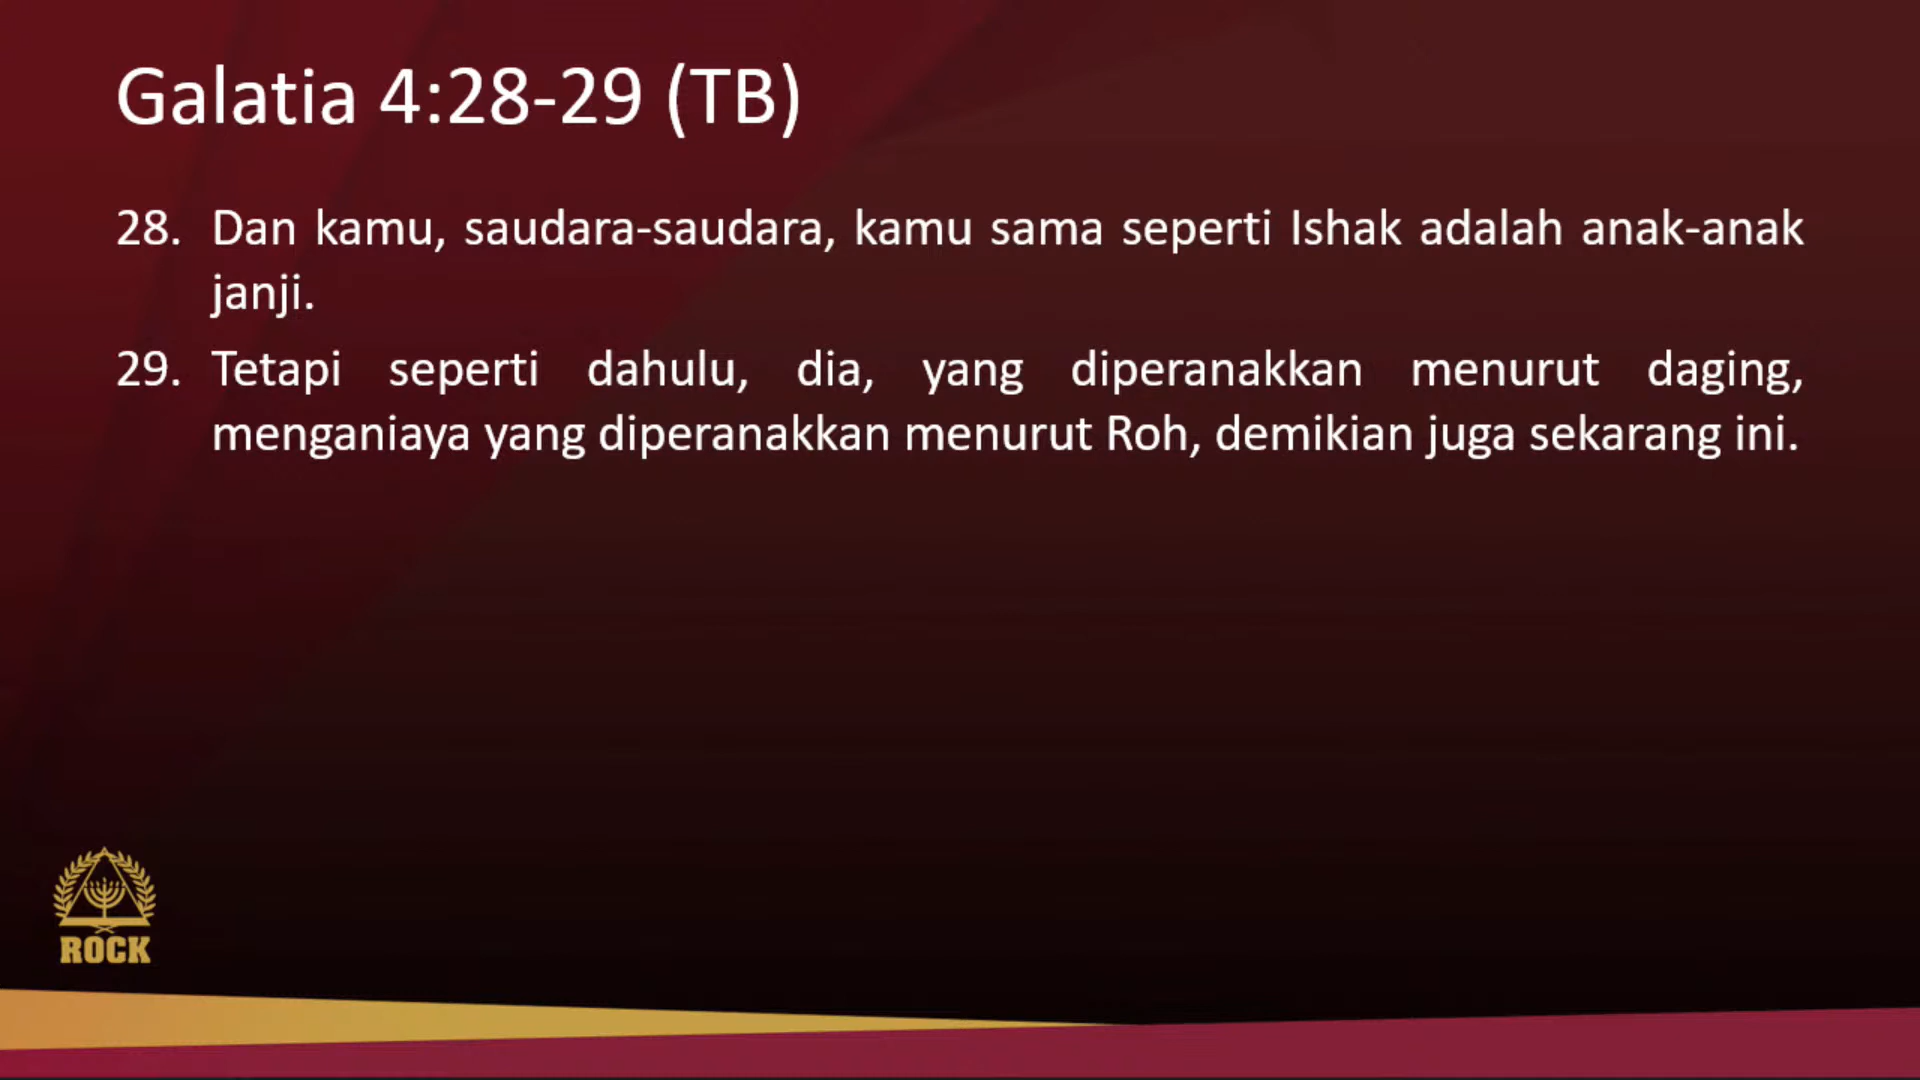 Galatia 4:28-29 (TB)
28. Dan kamu, saudara-saudara, kamu sama seperti Ishak adalah anak-anak
janji.
29. Tetapi seperti dahulu, dia, yang diperanakkan menurut daging,
menganiaya yang diperanakkan menurut Roh, demikian juga sekarang ini.
ROCK